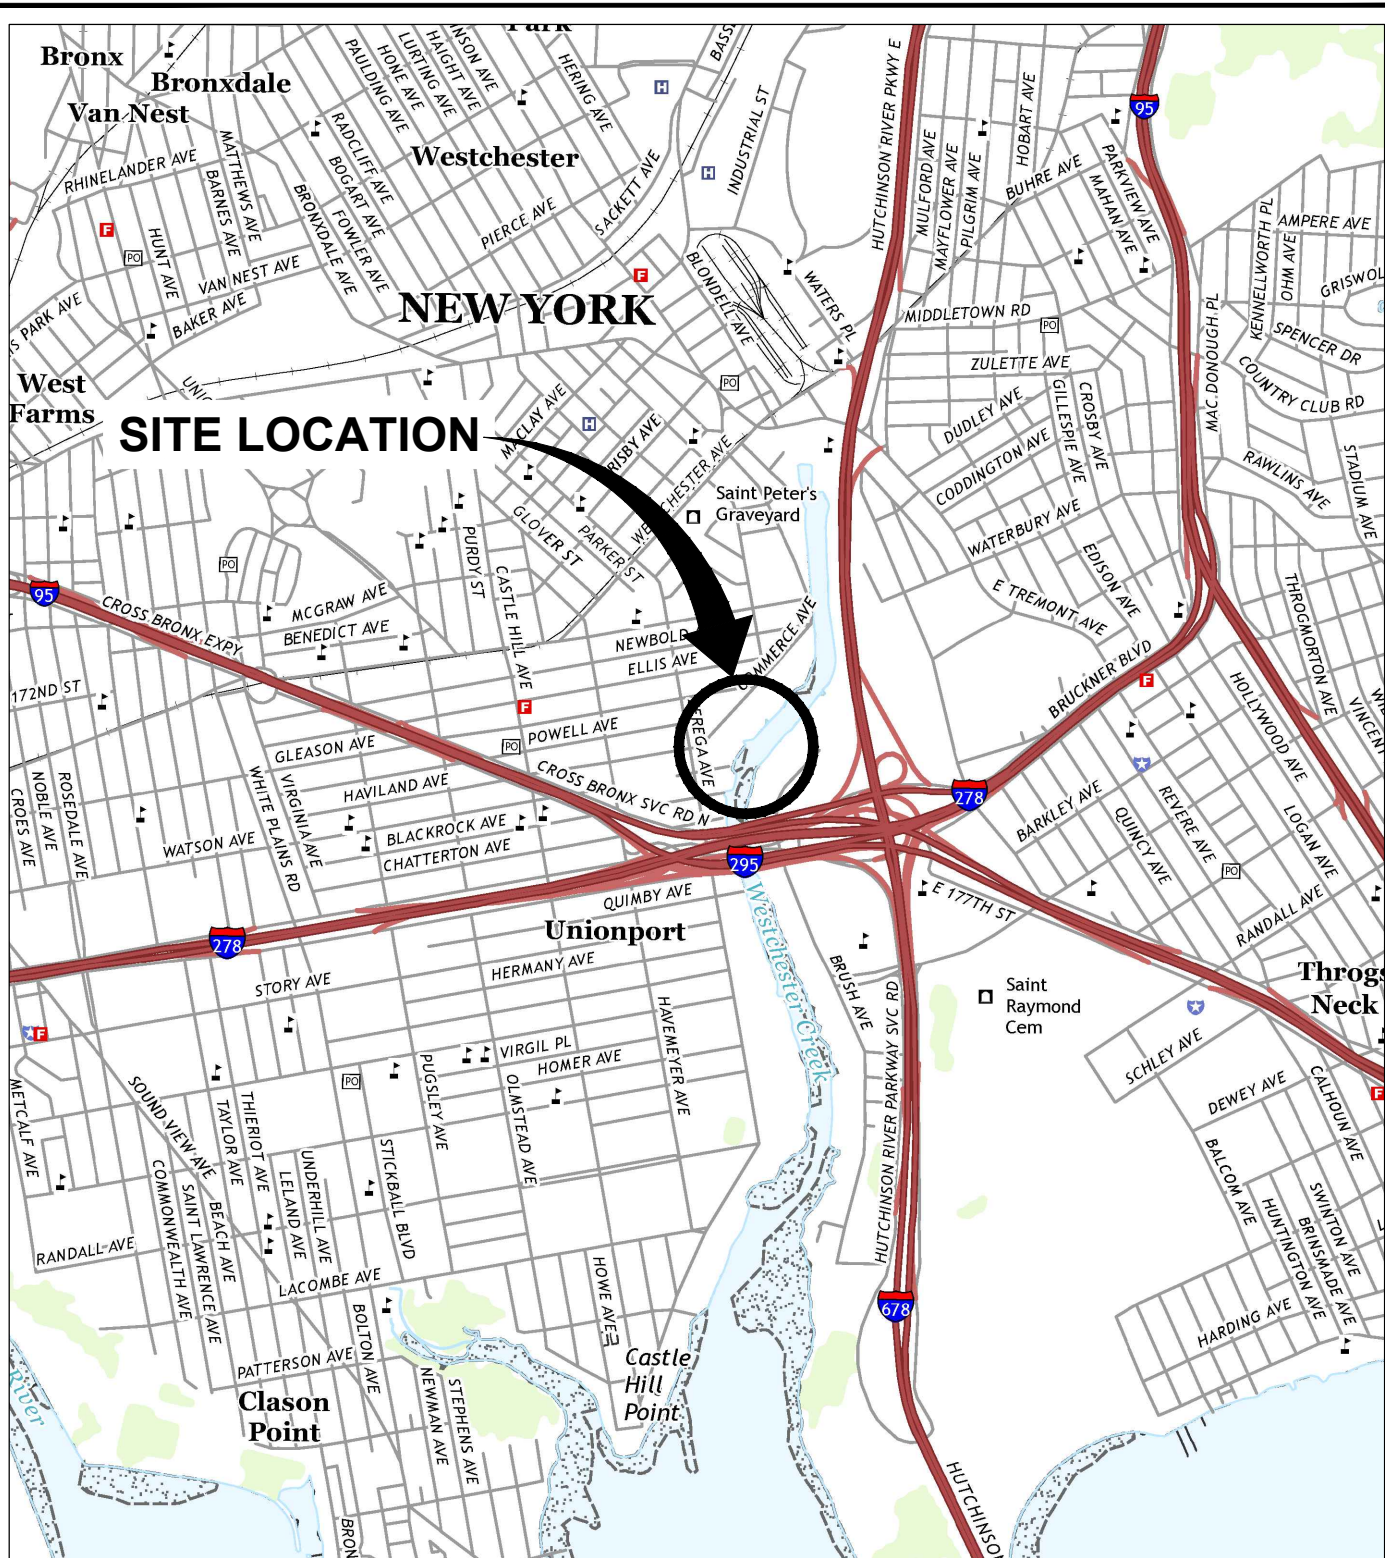 Bronx
Bronxdale
Van Nest
Westchester
NEW YORK
West
Farms
SITE LOCATION
PAULDING AVE
HONE AVE
LURTING AVE
HAIGHT AVE
HERING AVE
INDUSTRIAL ST
HUTCHINSON RIVER PKWY E
MULFORD AVE
MAYFLOWER AVE
PILGRIM AVE
HOBART AVE
BUHRE AVE
PARKVIEW AVE
MAHAN AVE
95
RHINELANDER AVE
MATTHEWS AVE
BARNES AVE
RADCLIFF AVE
BOGART AVE
FOWLER AVE
BRONXDALE AVE
PIERCE AVE
SACKETT AVE
HUNT AVE
VAN NEST AVE
BAKER AVE
BLONDELL AVE
WATERS PL
MIDDLETOWN RD
ZULETTE AVE
MAC DONOUGH PL
KENNELLWORTH PL
OHM AVE
AMPERE AVE
SPENCER DR
COUNTRY CLUB RD
RAWLINS AVE
STADIUM AVE
H
H
H
F
F
PO
PO
PO
MACLAY AVE
GLOVER ST
PARKER ST
Saint Peter's
Graveyard
DUDLEY AVE
CODDINGTON AVE
GILLESPIE AVE
CROSBY AVE
WATERBURY AVE
EDISON AVE
E TREMONT AVE
BRUCKNER BLVD
THROGMORTON AVE
HOLLYWOOD AVE
95
CROSS BRONX EXPY
PO
MCGRAW AVE
BENEDICT AVE
PURDY ST
CASTLE HILL AVE
ELLIS AVE
172ND ST
F
F
PO
POWELL AVE
GLEASON AVE
HAVILAND AVE
CROSS BRONX SVC RD N
BLACKROCK AVE
CHATTERTON AVE
WATSON AVE
WHITE PLAINS RD
VIRGINIA AVE
CROES AVE
NOBLE AVE
ROSEDALE AVE
278
295
278
BARKLEY AVE
QUINCY AVE
REVERE AVE
LOGAN AVE
RANDALL AVE
PO
E 177TH ST
QUIMBY AVE
Unionport
HERMANY AVE
STORY AVE
Westchester Creek
BRUSH AVE
Saint
Raymond
Cem
Throgs
Neck
F
F
PO
VIRGIL PL
HOMER AVE
HAVEMEYER AVE
PUGSLEY AVE
OLMSTEAD AVE
METCALF AVE
SOUND VIEW AVE
TAYLOR AVE
THIERIOT AVE
STICKBALL BLVD
UNDERHILL AVE
LELAND AVE
BEACH AVE
SAINT LAWRENCE AVE
COMMONWEALTH AVE
HUTCHINSON RIVER PARKWAY SVC RD
SCHLEY AVE
DEWEY AVE
CALHOUN AVE
BALCOM AVE
SWINTON AVE
BRINSMADE AVE
HUNTINGTON AVE
HARDING AVE
RANDALL AVE
LACOMBE AVE
BOLTON AVE
HOWE AVE
678
PATTERSON AVE
NEWMAN AVE
STEPHENS AVE
Clason
Point
Castle
Hill
Point
River